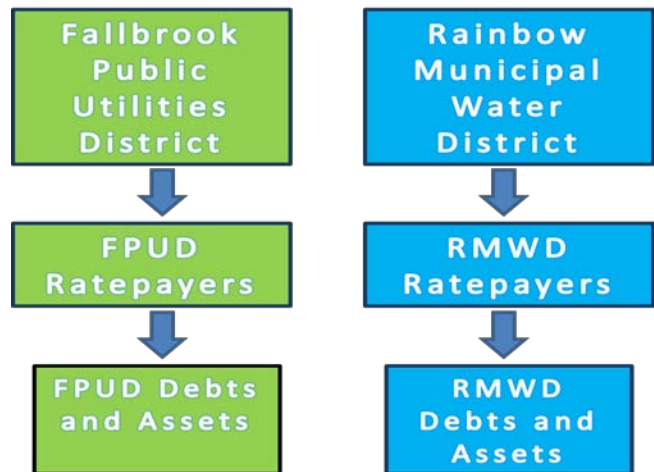 Fallbrook
Public
Utilities
District
Rainbow
Municipal
Water
District
FPUD
Ratepayers
RMWD
Ratepayers
FPUD Debts
and Assets
RMWD
Debts and
Assets